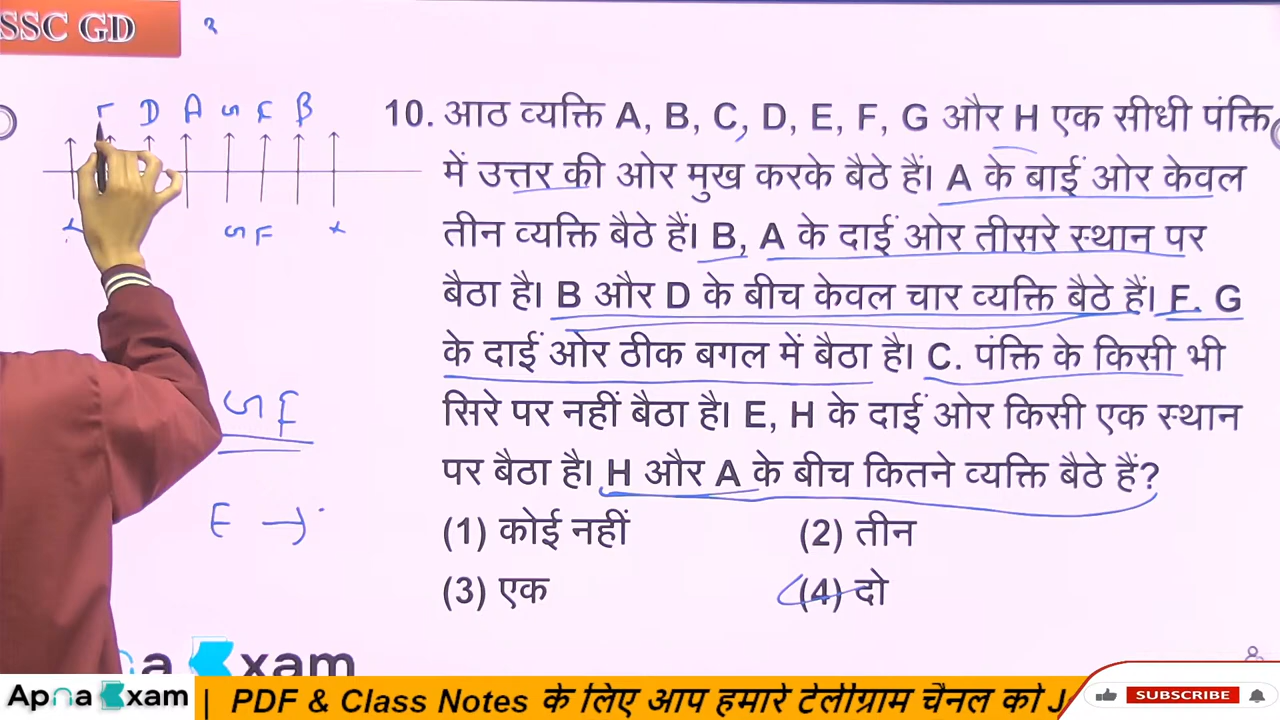 SSC GD
D A G F B
10. आठ व्यक्ति A, B, C, D, E, F, G और H एक सीधी पंक्ति
में उत्तर की ओर मुख करके बैठे हैं। A के बाईं ओर केवल
तीन व्यक्ति बैठे हैं। B, A के दाईं ओर तीसरे स्थान पर
बैठा है। B और D के बीच केवल चार व्यक्ति बैठे हैं। F. G
के दाईं ओर ठीक बगल में बैठा है। C. पंक्ति के किसी भी
सिरे पर नहीं बैठा है। E, H के दाईं ओर किसी एक स्थान
पर बैठा है। H और A के बीच कितने व्यक्ति बैठे हैं?
(1) कोई नहीं (2) तीन
(3) एक (4) दो
G F
G F
E →
xam
Apna Exam | PDF & Class Notes के लिए आप हमारे टेलीग्राम चैनल को J
SUBSCRIBE